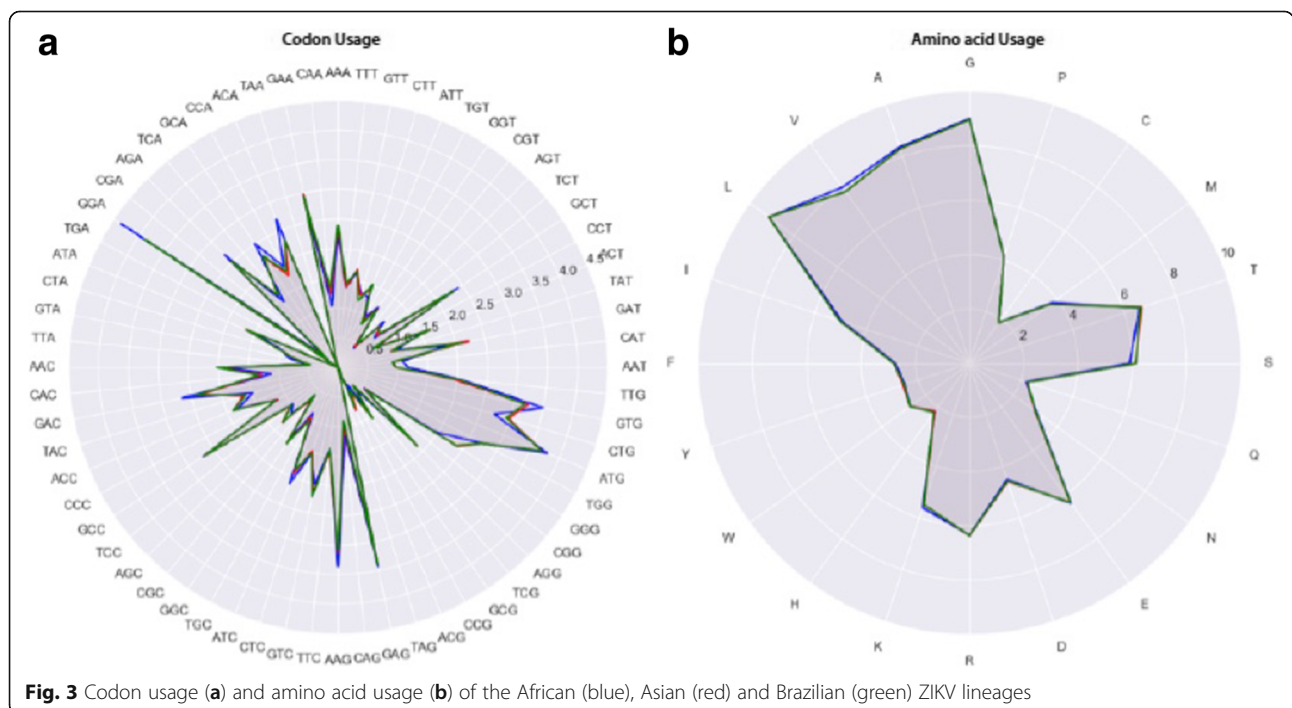 a
Codon Usage
AAA
TTT
GTT
CTT
ATT
TGT
GGT
CGT
AGT
TCT
GCT
CCT
ACT
TAT
GAT
CAT
AAT
TTG
GTG
CTG
ATG
TGG
GGG
CGG
AGG
TCG
GCG
CCG
ACG
TAG
GAG
CAG
AAG
TTC
GTC
CTC
ATC
TGC
GGC
CGC
AGC
TCC
GCC
CCC
ACC
TAC
GAC
CAC
AAC
TTA
GTA
CTA
ATA
TGA
GGA
CGA
AGA
TCA
GCA
CCA
ACA
TAA
GAA
CAA
0.5
1.5
2.0
2.5
3.0
3.5
4.0
4.5
b
Amino acid Usage
G
P
C
M
T
S
Q
N
E
D
R
K
H
W
Y
F
I
L
V
A
2
4
6
8
10
Fig. 3 Codon usage (a) and amino acid usage (b) of the African (blue), Asian (red) and Brazilian (green) ZIKV lineages